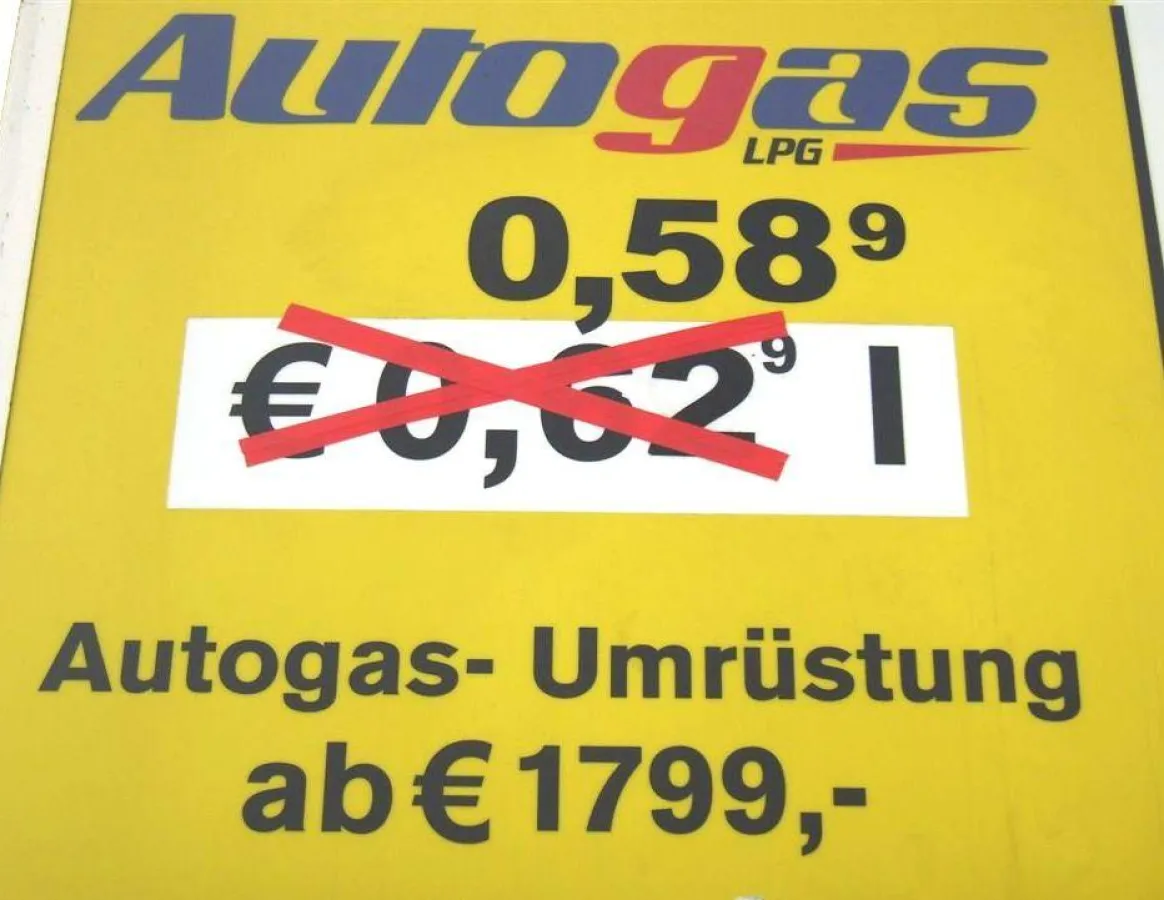 Autogas
LPG
0,58⁹
€ 0,62⁹ l
Autogas- Umrüstung
ab € 1799,-